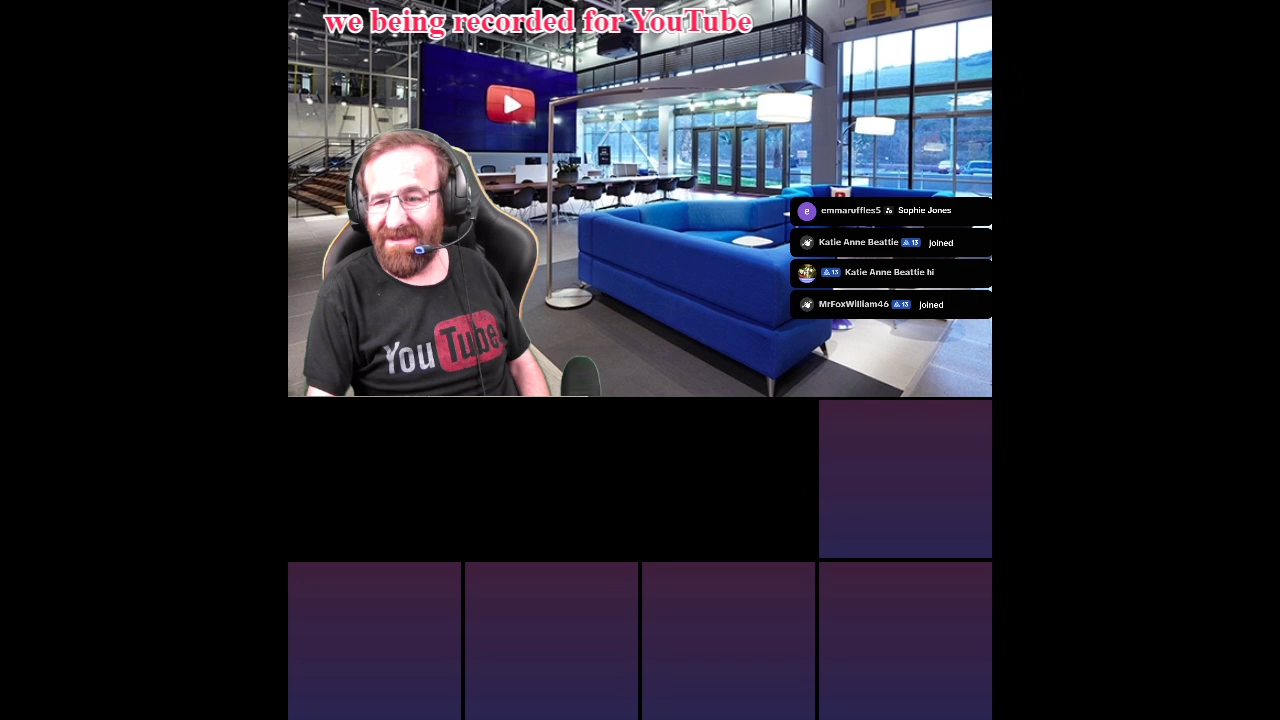 we being recorded for YouTube
emmaruffles5 Sophie Jones
Katie Anne Beattie 13 joined
13 Katie Anne Beattie hi
MrFoxWilliam46 13 joined
YouTube